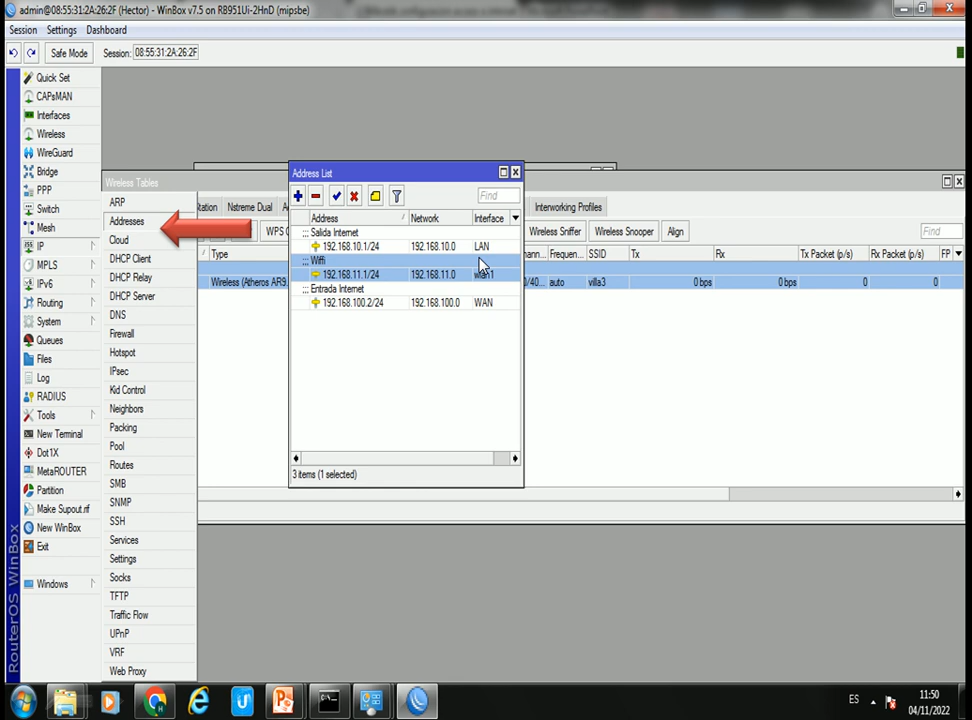 admin@08:55:31:2A:26:2F (Hector) - WinBox v7.5 on RB951Ui-2HnD (mipsbe)
Session Settings Dashboard
Safe Mode Session: 08:55:31:2A:26:2F
Quick Set
CAPsMAN
Interfaces
Wireless
WireGuard
Bridge
PPP
Switch
Mesh
IP
MPLS
IPv6
Routing
System
Queues
Files
Log
RADIUS
Tools
New Terminal
Dot1X
MetaROUTER
Partition
Make Supout.rif
New WinBox
Exit
Windows
RouterOS WinBox
Wireless Tables
ARP
Addresses
Cloud
DHCP Client
DHCP Relay
DHCP Server
DNS
Firewall
Hotspot
IPsec
Kid Control
Neighbors
Packing
Pool
Routes
SMB
SNMP
SSH
Services
Settings
Socks
TFTP
Traffic Flow
UPnP
VRF
Web Proxy
Nstreme Dual
Interworking Profiles
Wireless Sniffer Wireless Snooper Align
Find
Type
Frequen... SSID Tx Rx Tx Packet (p/s) Rx Packet (p/s) FP
Wireless (Atheros AR9...
auto villa3 0 bps 0 bps 0 0
Address List
Find
Address Network Interface
;;; Salida Internet
192.168.10.1/24 192.168.10.0 LAN
;;; Wiffi
192.168.11.1/24 192.168.11.0 wlan1
;;; Entrada Internet
192.168.100.2/24 192.168.100.0 WAN
3 items (1 selected)
ES
11:50
04/11/2022